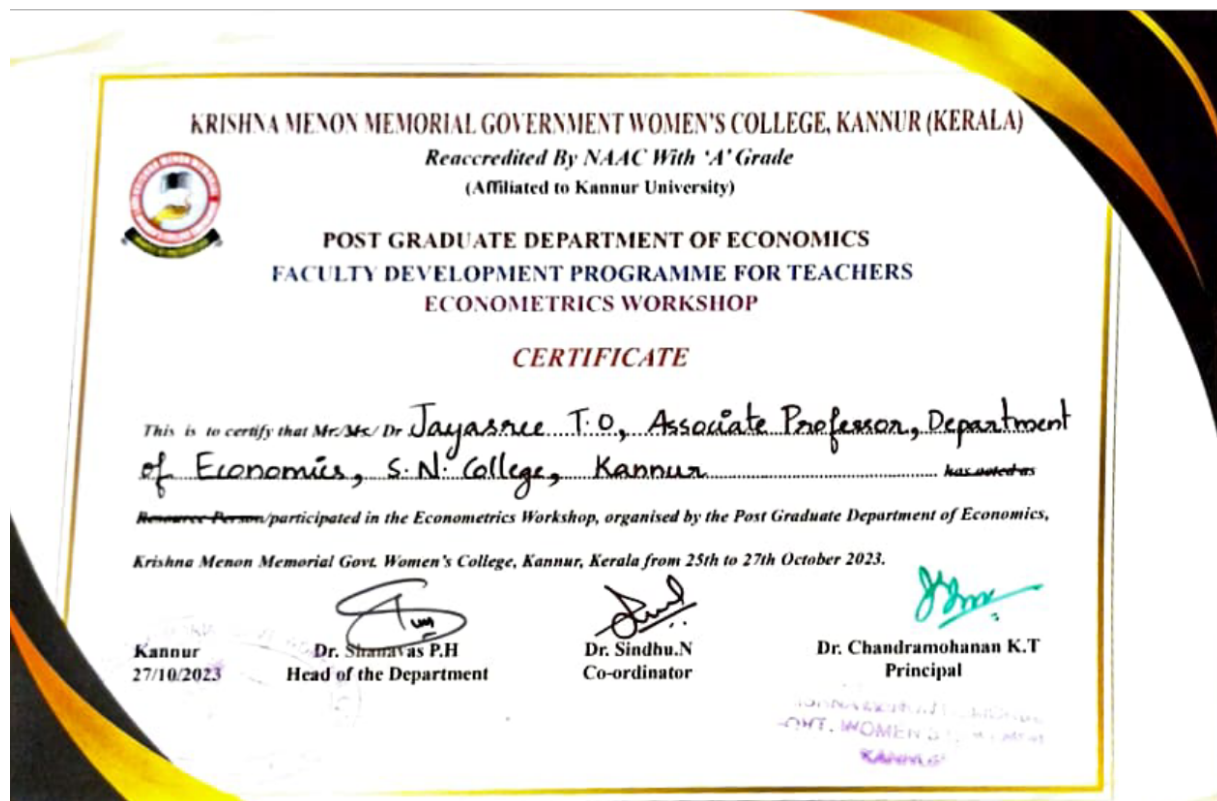 KRISHNA MENON MEMORIAL GOVERNMENT WOMEN'S COLLEGE, KANNUR (KERALA)
Reaccredited By NAAC With 'A' Grade
(Affiliated to Kannur University)
POST GRADUATE DEPARTMENT OF ECONOMICS
FACULTY DEVELOPMENT PROGRAMME FOR TEACHERS
ECONOMETRICS WORKSHOP
CERTIFICATE
This is to certify that Mr./Ms./ Dr Jayasree T.O, Associate Professor, Department
of Economics, S.N. College, Kannur has acted as
Resource Person/participated in the Econometrics Workshop, organised by the Post Graduate Department of Economics,
Krishna Menon Memorial Govt. Women's College, Kannur, Kerala from 25th to 27th October 2023.
Kannur Dr. Shanavas P.H Dr. Sindhu.N Dr. Chandramohanan K.T
27/10/2023 Head of the Department Co-ordinator Principal
WOMEN'S
KANNUR